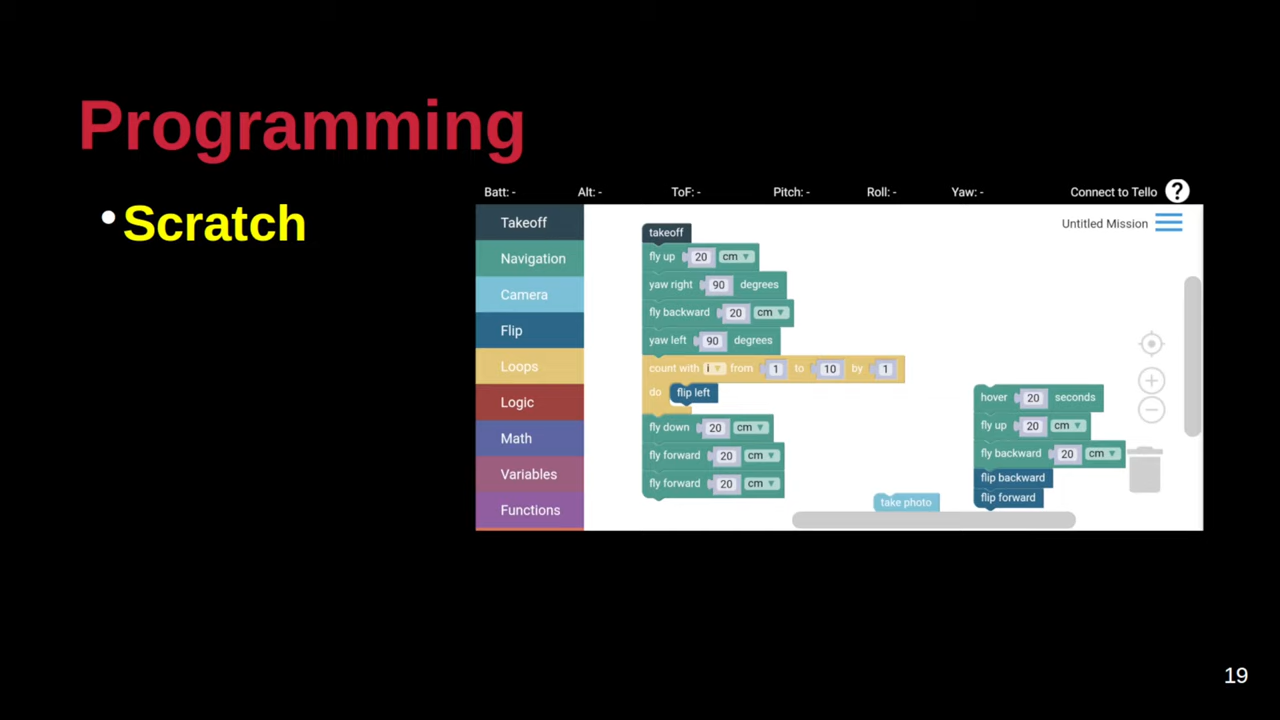 Programming
• Scratch
Batt: - Alt: - ToF: - Pitch: - Roll: - Yaw: - Connect to Tello ?
Takeoff
Navigation
Camera
Flip
Loops
Logic
Math
Variables
Functions
Untitled Mission
takeoff
fly up 20 cm
yaw right 90 degrees
fly backward 20 cm
yaw left 90 degrees
count with i from 1 to 10 by 1
do flip left
fly down 20 cm
fly forward 20 cm
fly forward 20 cm
take photo
hover 20 seconds
fly up 20 cm
fly backward 20 cm
flip backward
flip forward
19